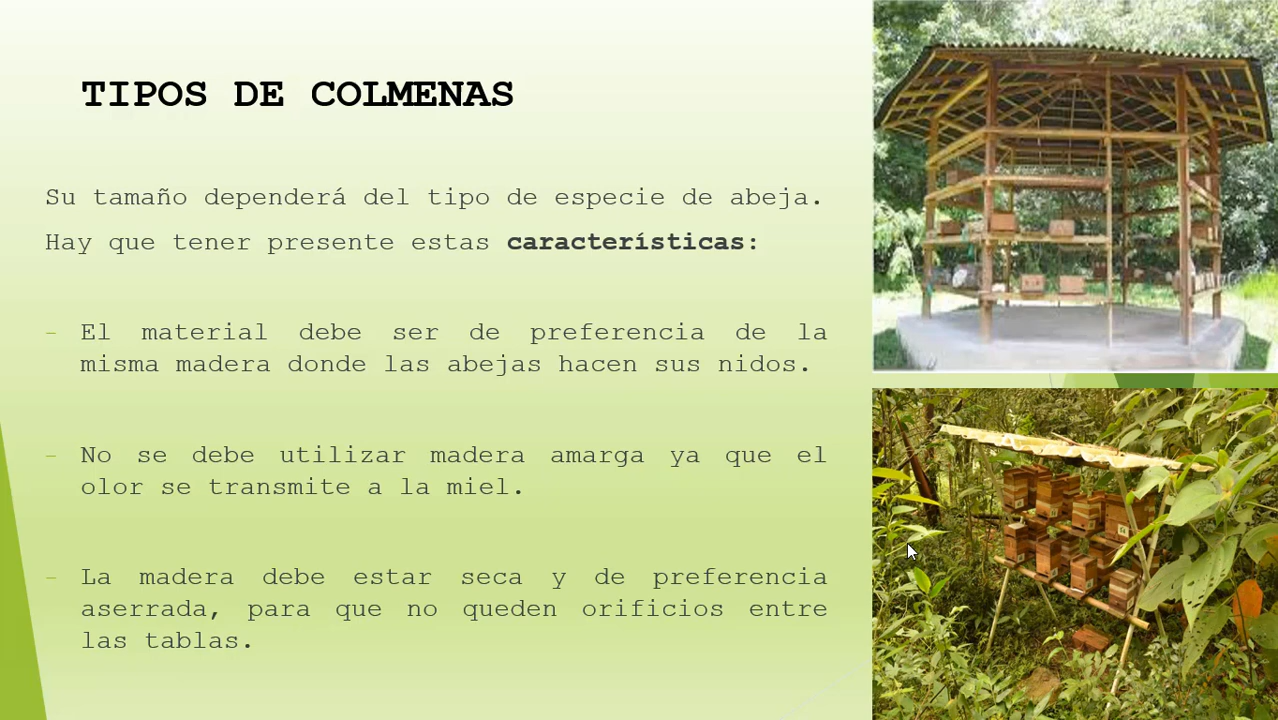 TIPOS DE COLMENAS
Su tamaño dependerá del tipo de especie de abeja.
Hay que tener presente estas características:
- El material debe ser de preferencia de la
misma madera donde las abejas hacen sus nidos.
- No se debe utilizar madera amarga ya que el
olor se transmite a la miel.
- La madera debe estar seca y de preferencia
aserrada, para que no queden orificios entre
las tablas.